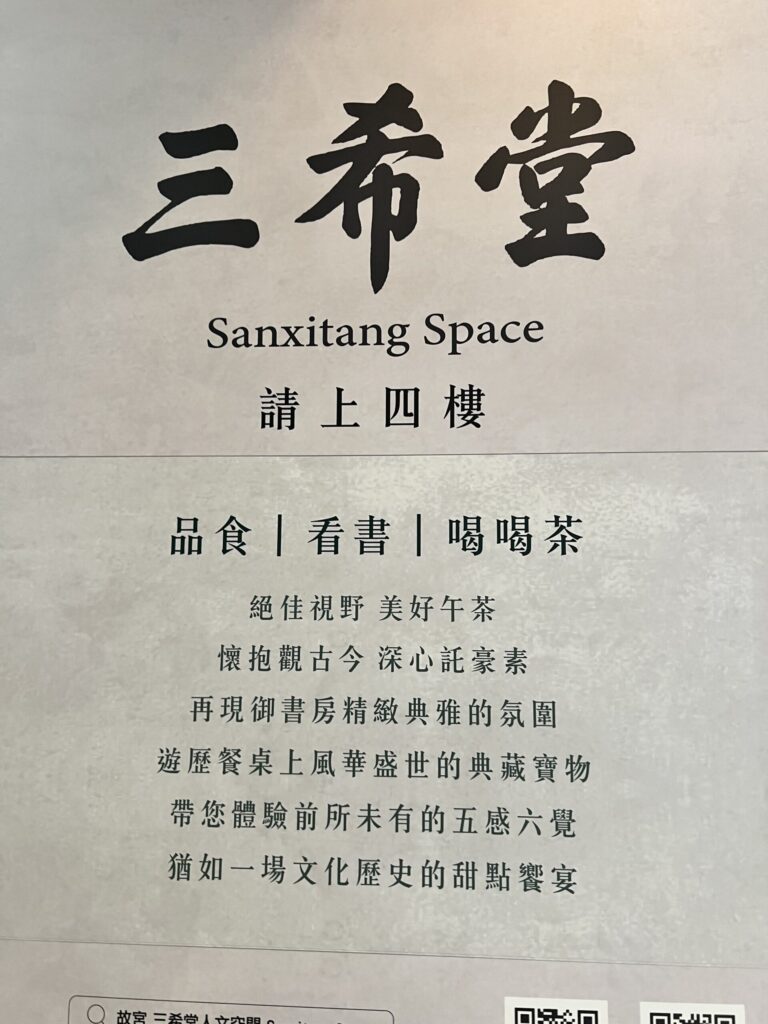 三希堂
Sanxitang Space
請上四樓
品食 | 看書 | 喝喝茶
絕佳視野 美好午茶
懷抱觀古今 深心託豪素
再現御書房精緻典雅的氛圍
遊歷餐桌上風華盛世的典藏寶物
帶您體驗前所未有的五感六覺
猶如一場文化歷史的甜點饗宴
故宮 三希堂人文空間